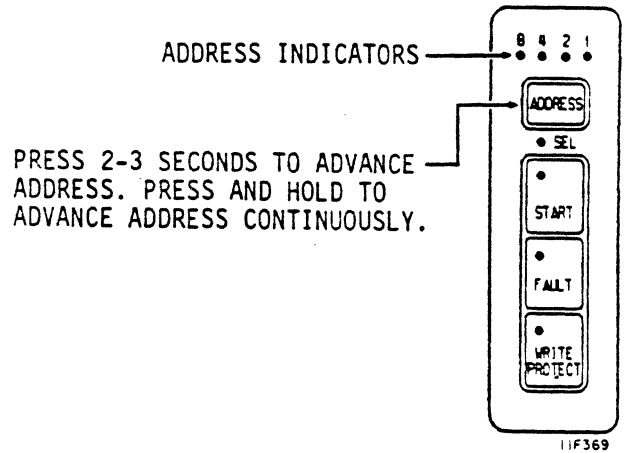 8 4 2 1
ADDRESS INDICATORS
ADDRESS
SEL
PRESS 2-3 SECONDS TO ADVANCE
ADDRESS. PRESS AND HOLD TO
ADVANCE ADDRESS CONTINUOUSLY.
START
FAULT
WRITE
PROTECT
11F369